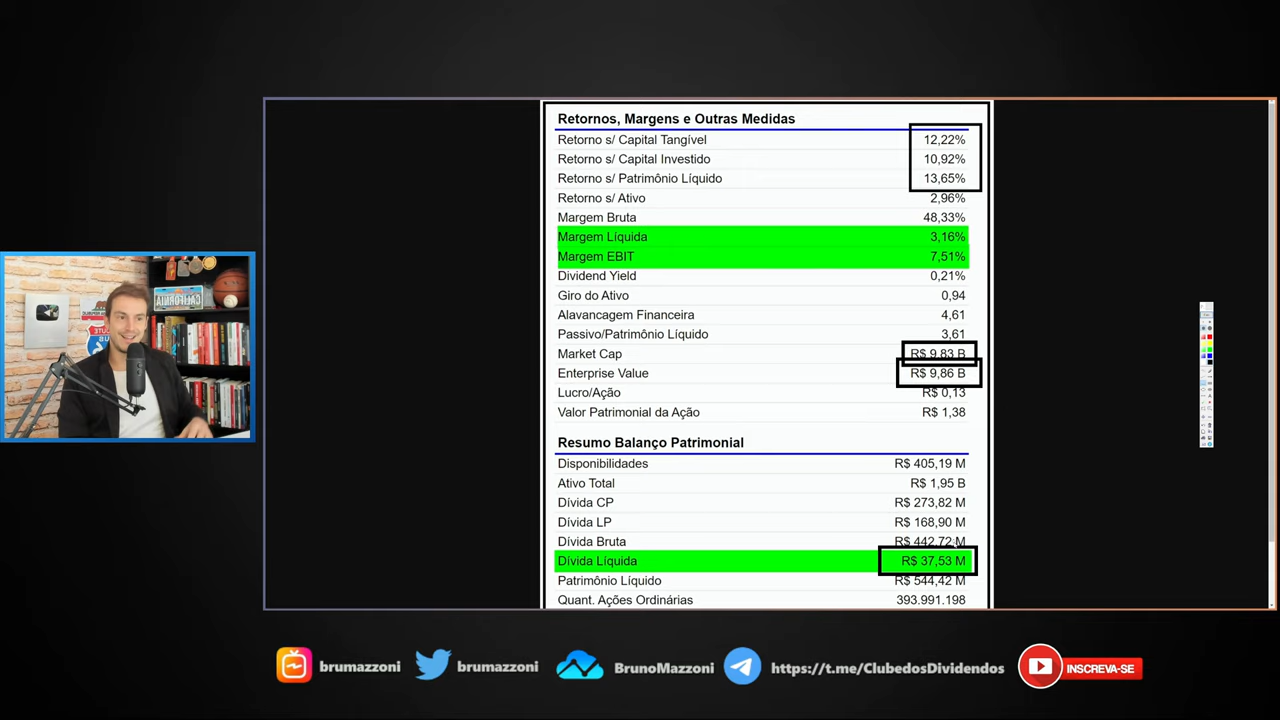 Retornos, Margens e Outras Medidas
Retorno s/ Capital Tangível 12,22%
Retorno s/ Capital Investido 10,92%
Retorno s/ Patrimônio Líquido 13,65%
Retorno s/ Ativo 2,96%
Margem Bruta 48,33%
Margem Líquida 3,16%
Margem EBIT 7,51%
Dividend Yield 0,21%
Giro do Ativo 0,94
Alavancagem Financeira 4,61
Passivo/Patrimônio Líquido 3,61
Market Cap R$ 9,83 B
Enterprise Value R$ 9,86 B
Lucro/Ação R$ 0,13
Valor Patrimonial da Ação R$ 1,38
Resumo Balanço Patrimonial
Disponibilidades R$ 405,19 M
Ativo Total R$ 1,95 B
Dívida CP R$ 273,82 M
Dívida LP R$ 168,90 M
Dívida Bruta R$ 442,72 M
Dívida Líquida R$ 37,53 M
Patrimônio Líquido R$ 544,42 M
Quant. Ações Ordinárias 393.991.198
CALIFORNIA
brumazzoni brumazzoni BrunoMazzoni https://t.me/ClubedosDividendos INSCREVA-SE